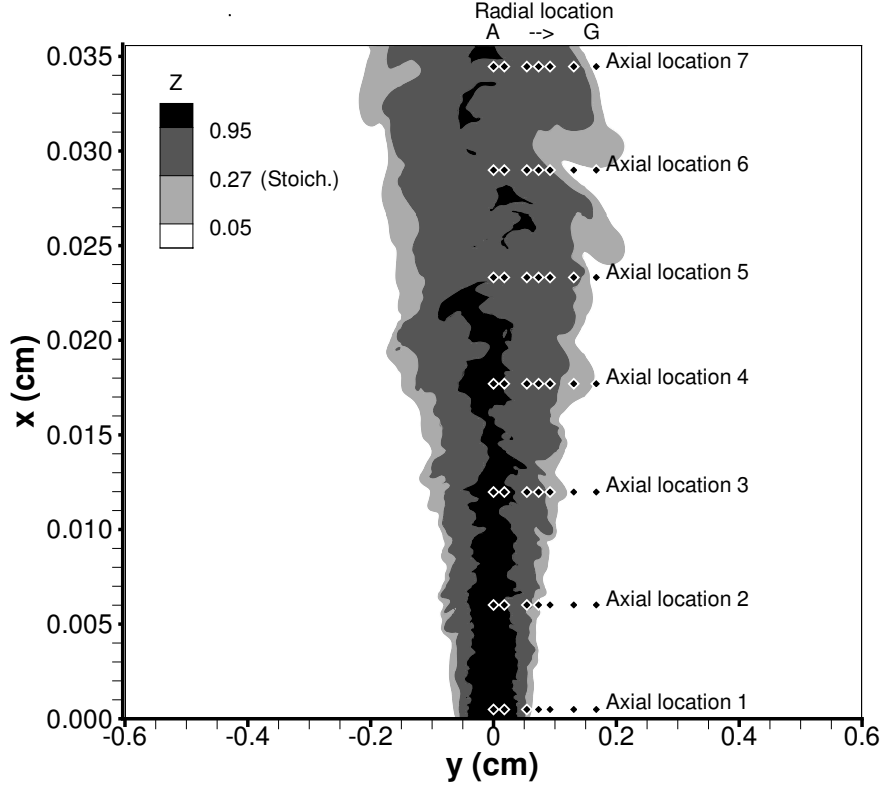 Radial location
A --> G
0.035
Axial location 7
Z
0.95
0.030
Axial location 6
0.27 (Stoich.)
0.05
0.025
Axial location 5
0.020
Axial location 4
x (cm)
0.015
Axial location 3
0.010
Axial location 2
0.005
Axial location 1
0.000
-0.6 -0.4 -0.2 0 0.2 0.4 0.6
y (cm)